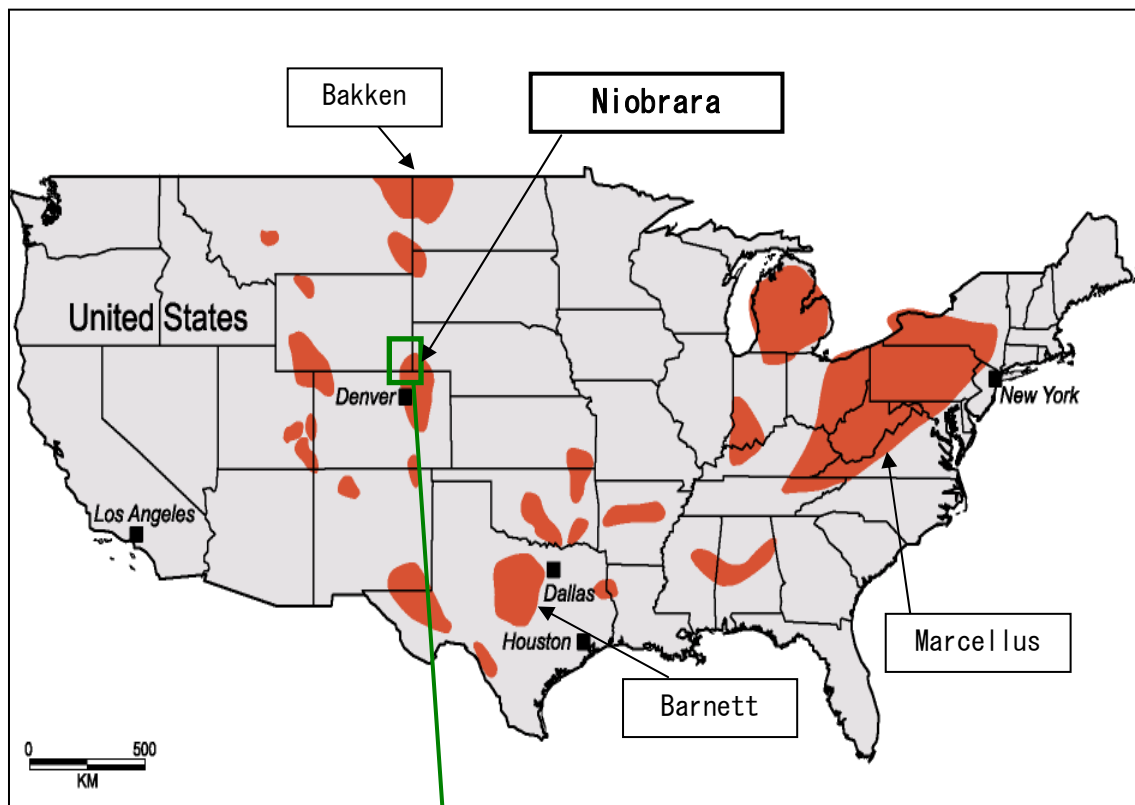 Bakken
Niobrara
United States
Denver
New York
Los Angeles
Dallas
Houston
Marcellus
Barnett
0 500
KM